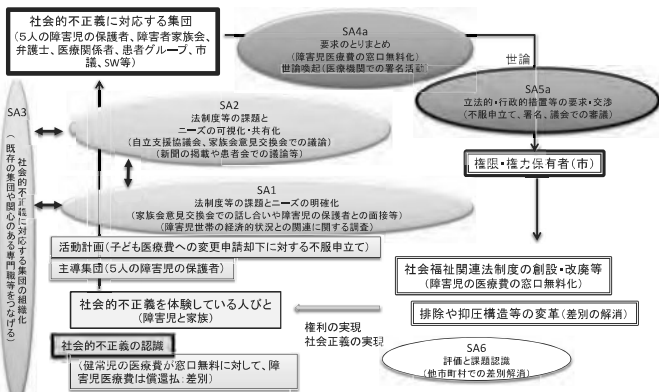 社会的不正義に対応する集団
(5人の障害児の保護者、障害者家族会、
弁護士、医療関係者、患者グループ、市
議、SW等)
SA4a
要求のとりまめ
(障害児医療費の窓口無料化)
世論喚起(医療機関での署名活動
世論
SA5a
立法的・行政的措置等の要求・交渉
(不服申立て、署名、議会での審議)
権限・権力保有者(市)
SA3
社会的不正義に対応する集団の組織化
(既存の集団や関心のある専門職等をつなげる)
SA2
法制度等の課題と
ニーズの可視化・共有化
(自立支援協議会、家族会意見交換会での議論)
(新聞の掲載や患者会での議論等)
SA1
法制度等の課題とニーズの明確化
(家族会意見交換会での話し合いや障害児の保護者との面接等)
(障害児世帯の経済的状況との関連に関する調査)
活動計画(子ども医療費への変更申請却下に対する不服申立て)
主導集団(5人の障害児の保護者)
社会的不正義を体験している人びと
(障害児と家族)
社会的不正義の認識
(健常児の医療費が窓口無料に対して、障
害児医療費は償還払:差別)
権利の実現
社会正義の実現
社会福祉関連法制度の創設・改廃等
(障害児の医療費の窓口無料化)
排除や抑圧構造等の変革(差別の解消)
SA6
評価と課題認識
(他市町村での差別解消)